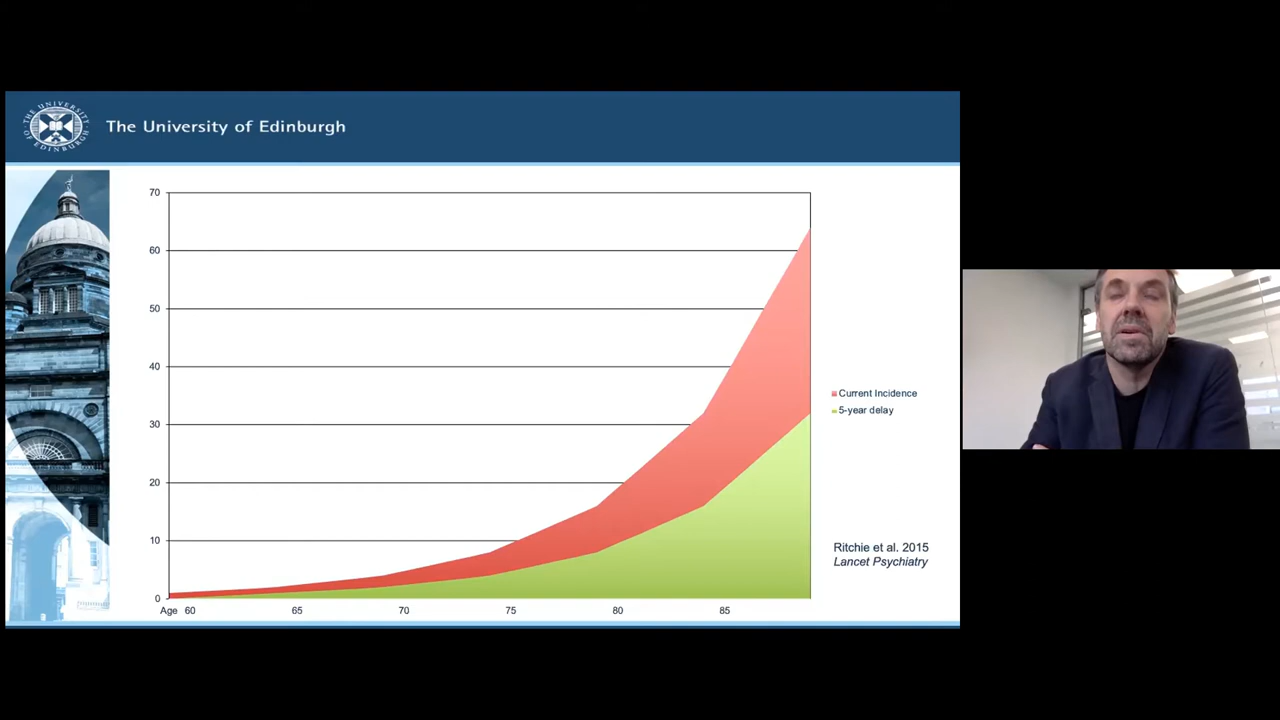 THE UNIVERSITY OF EDINBURGH
The University of Edinburgh
70
60
50
40
30
20
10
0
Age 60 65 70 75 80 85
Current Incidence
5-year delay
Ritchie et al. 2015
Lancet Psychiatry